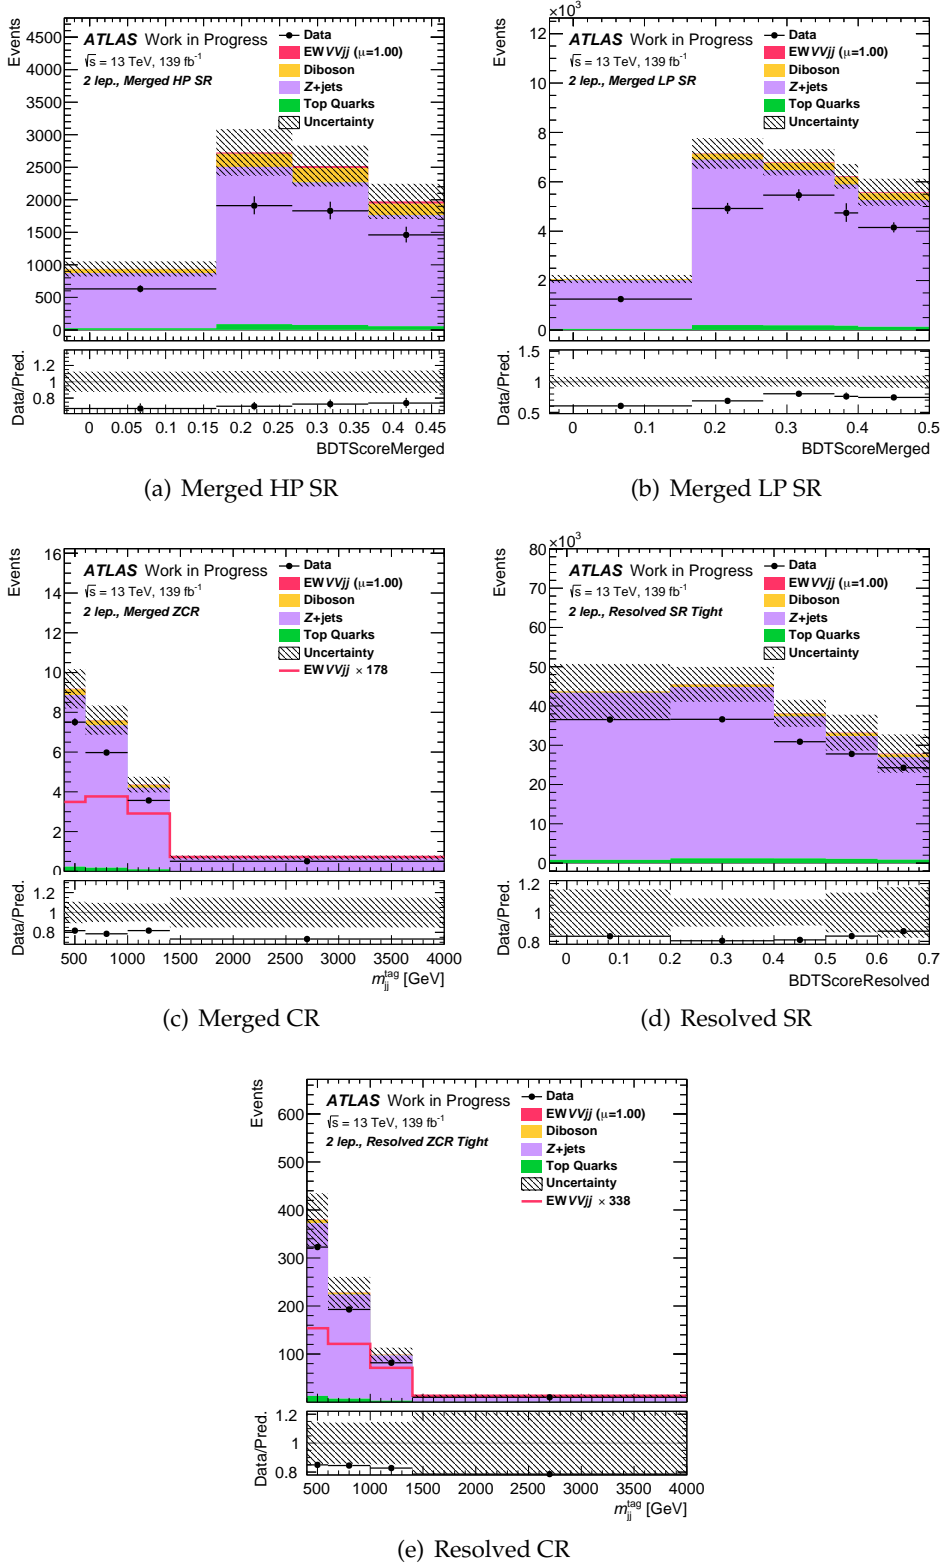 Events
4500
4000
3500
3000
2500
2000
1500
1000
500
0
ATLAS Work in Progress
√s = 13 TeV, 139 fb⁻¹
2 lep., Merged HP SR
Data
EW VVjj (μ=1.00)
Diboson
Z+jets
Top Quarks
Uncertainty
Data/Pred.
1.2
1
0.8
0 0.05 0.1 0.15 0.2 0.25 0.3 0.35 0.4 0.45
BDTScoreMerged
(a) Merged HP SR
×10³
Events
12
10
8
6
4
2
0
ATLAS Work in Progress
√s = 13 TeV, 139 fb⁻¹
2 lep., Merged LP SR
Data
EW VVjj (μ=1.00)
Diboson
Z+jets
Top Quarks
Uncertainty
Data/Pred.
1.5
1
0.5
0 0.1 0.2 0.3 0.4 0.5
BDTScoreMerged
(b) Merged LP SR
Events
16
14
12
10
8
6
4
2
0
ATLAS Work in Progress
√s = 13 TeV, 139 fb⁻¹
2 lep., Merged ZCR
Data
EW VVjj (μ=1.00)
Diboson
Z+jets
Top Quarks
Uncertainty
EW VVjj × 178
Data/Pred.
1.2
1
0.8
500 1000 1500 2000 2500 3000 3500 4000
m_jj^tag [GeV]
(c) Merged CR
×10³
Events
80
70
60
50
40
30
20
10
0
ATLAS Work in Progress
√s = 13 TeV, 139 fb⁻¹
2 lep., Resolved SR Tight
Data
EW VVjj (μ=1.00)
Diboson
Z+jets
Top Quarks
Uncertainty
Data/Pred.
1.2
1
0.8
0 0.1 0.2 0.3 0.4 0.5 0.6 0.7
BDTScoreResolved
(d) Resolved SR
Events
600
500
400
300
200
100
ATLAS Work in Progress
√s = 13 TeV, 139 fb⁻¹
2 lep., Resolved ZCR Tight
Data
EW VVjj (μ=1.00)
Diboson
Z+jets
Top Quarks
Uncertainty
EW VVjj × 338
Data/Pred.
1.2
1
0.8
500 1000 1500 2000 2500 3000 3500 4000
m_jj^tag [GeV]
(e) Resolved CR